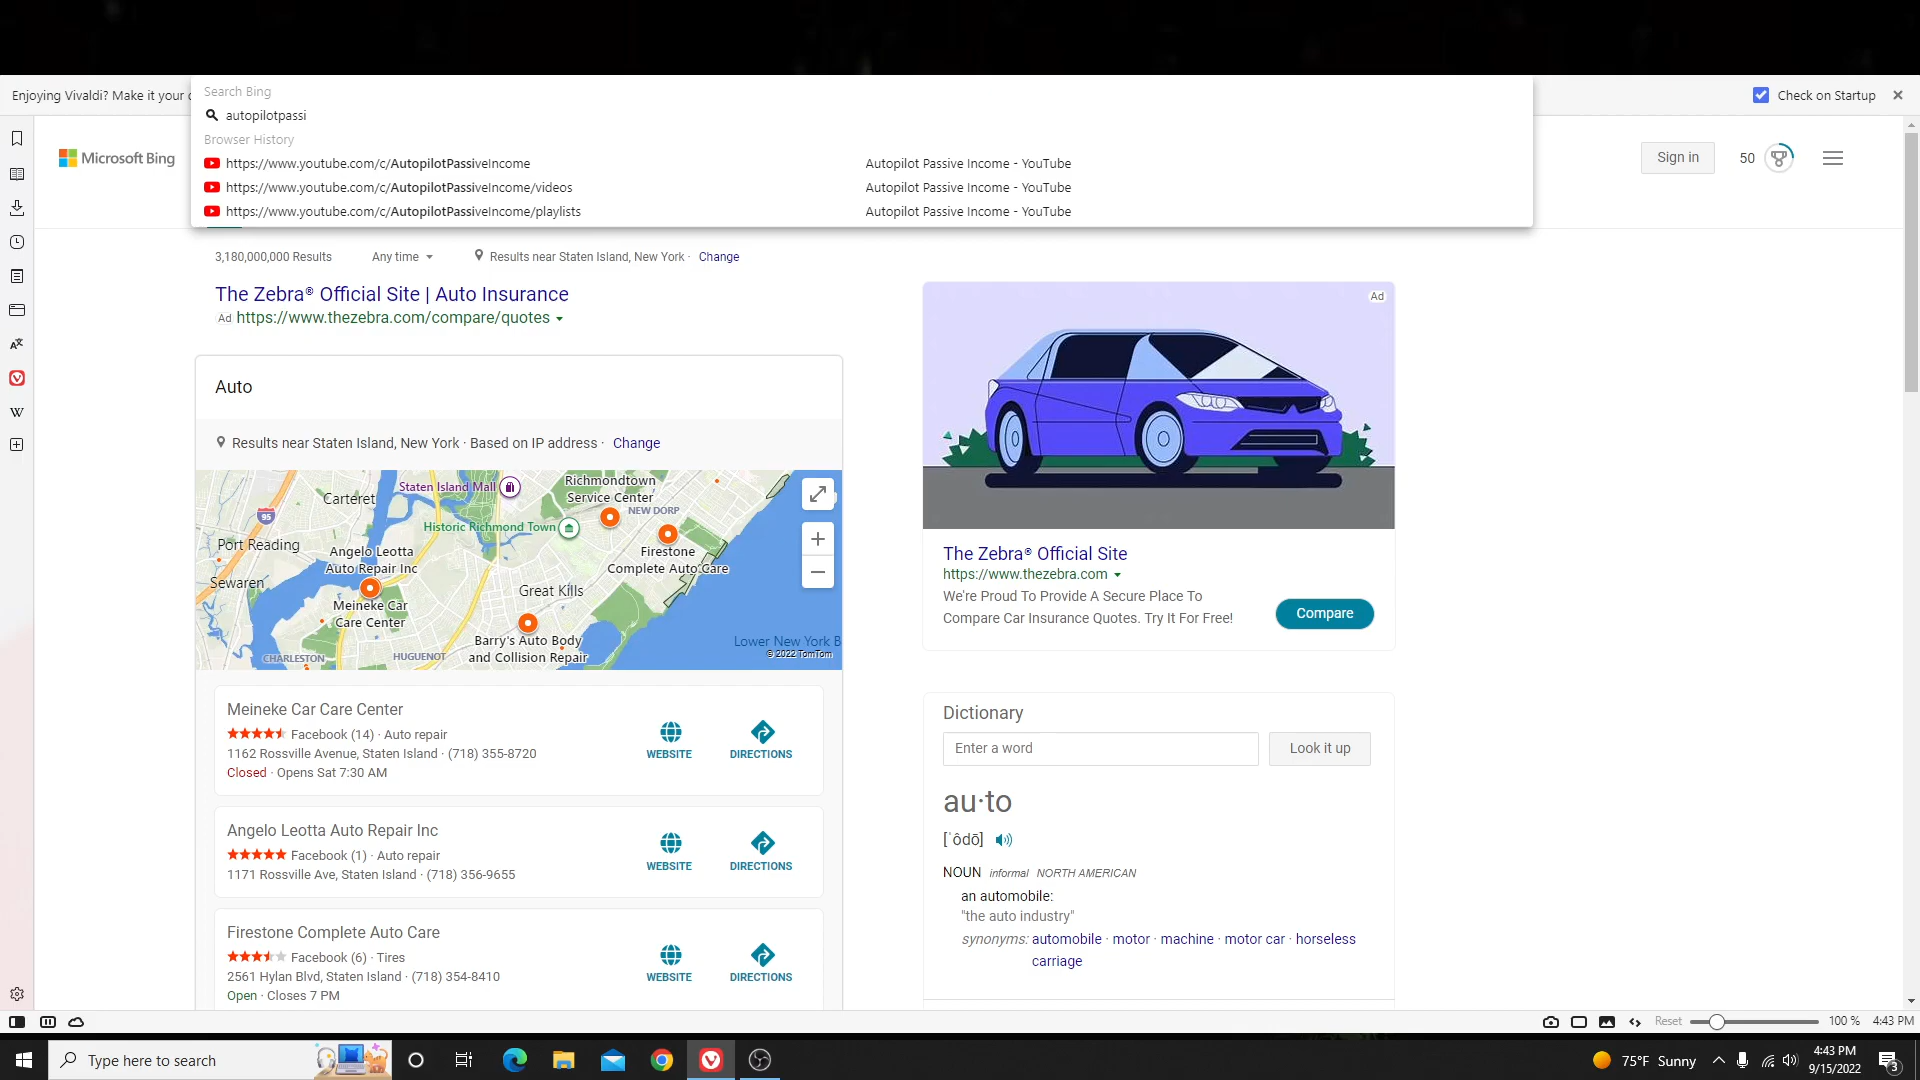 Enjoying Vivaldi? Make it your
Check on Startup
Search Bing
autopilotpassi
Browser History
https://www.youtube.com/c/AutopilotPassiveIncome Autopilot Passive Income - YouTube
https://www.youtube.com/c/AutopilotPassiveIncome/videos Autopilot Passive Income - YouTube
https://www.youtube.com/c/AutopilotPassiveIncome/playlists Autopilot Passive Income - YouTube
Microsoft Bing
Sign in
50
3,180,000,000 Results Any time Results near Staten Island, New York · Change
The Zebra® Official Site | Auto Insurance
Ad https://www.thezebra.com/compare/quotes
Auto
Results near Staten Island, New York · Based on IP address · Change
Carteret
Staten Island Mall
Richmondtown
Service Center
95
NEW DORP
Historic Richmond Town
Port Reading
Angelo Leotta
Auto Repair Inc
Firestone
Complete Auto Care
Sewaren
Great Kills
Meineke Car
Care Center
Barry's Auto Body
and Collision Repair
Lower New York B
CHARLESTON
HUGUENOT
© 2022 TomTom
Meineke Car Care Center
Facebook (14) · Auto repair
1162 Rossville Avenue, Staten Island · (718) 355-8720
Closed · Opens Sat 7:30 AM
WEBSITE
DIRECTIONS
Angelo Leotta Auto Repair Inc
Facebook (1) · Auto repair
1171 Rossville Ave, Staten Island · (718) 356-9655
WEBSITE
DIRECTIONS
Firestone Complete Auto Care
Facebook (6) · Tires
2561 Hylan Blvd, Staten Island · (718) 354-8410
Open · Closes 7 PM
WEBSITE
DIRECTIONS
Ad
The Zebra® Official Site
https://www.thezebra.com
We're Proud To Provide A Secure Place To
Compare Car Insurance Quotes. Try It For Free!
Compare
Dictionary
Enter a word
Look it up
au·to
[ˈôdō]
NOUN informal NORTH AMERICAN
an automobile:
"the auto industry"
synonyms: automobile · motor · machine · motor car · horseless
carriage
Reset
100 %
4:43 PM
Type here to search
75°F Sunny
4:43 PM
9/15/2022
3